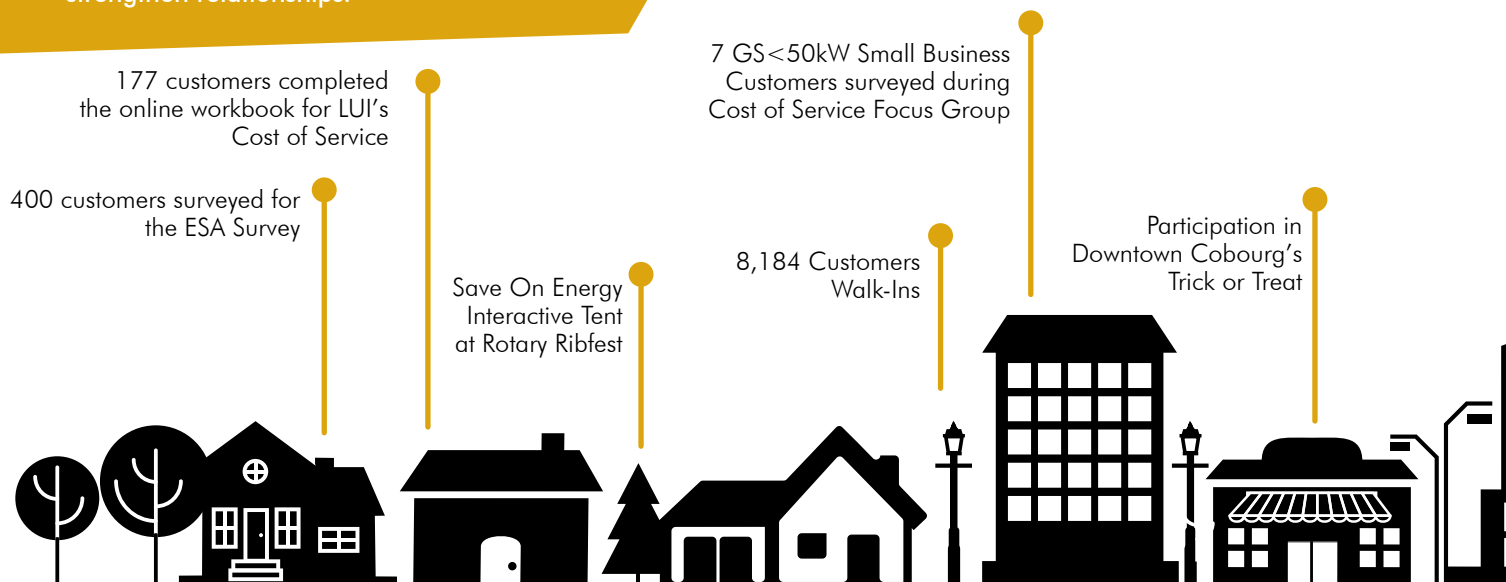 strengthen relationships.
177 customers completed
the online workbook for LUI's
Cost of Service
400 customers surveyed for
the ESA Survey
Save On Energy
Interactive Tent
at Rotary Ribfest
7 GS<50kW Small Business
Customers surveyed during
Cost of Service Focus Group
8,184 Customers
Walk-Ins
Participation in
Downtown Cobourg's
Trick or Treat